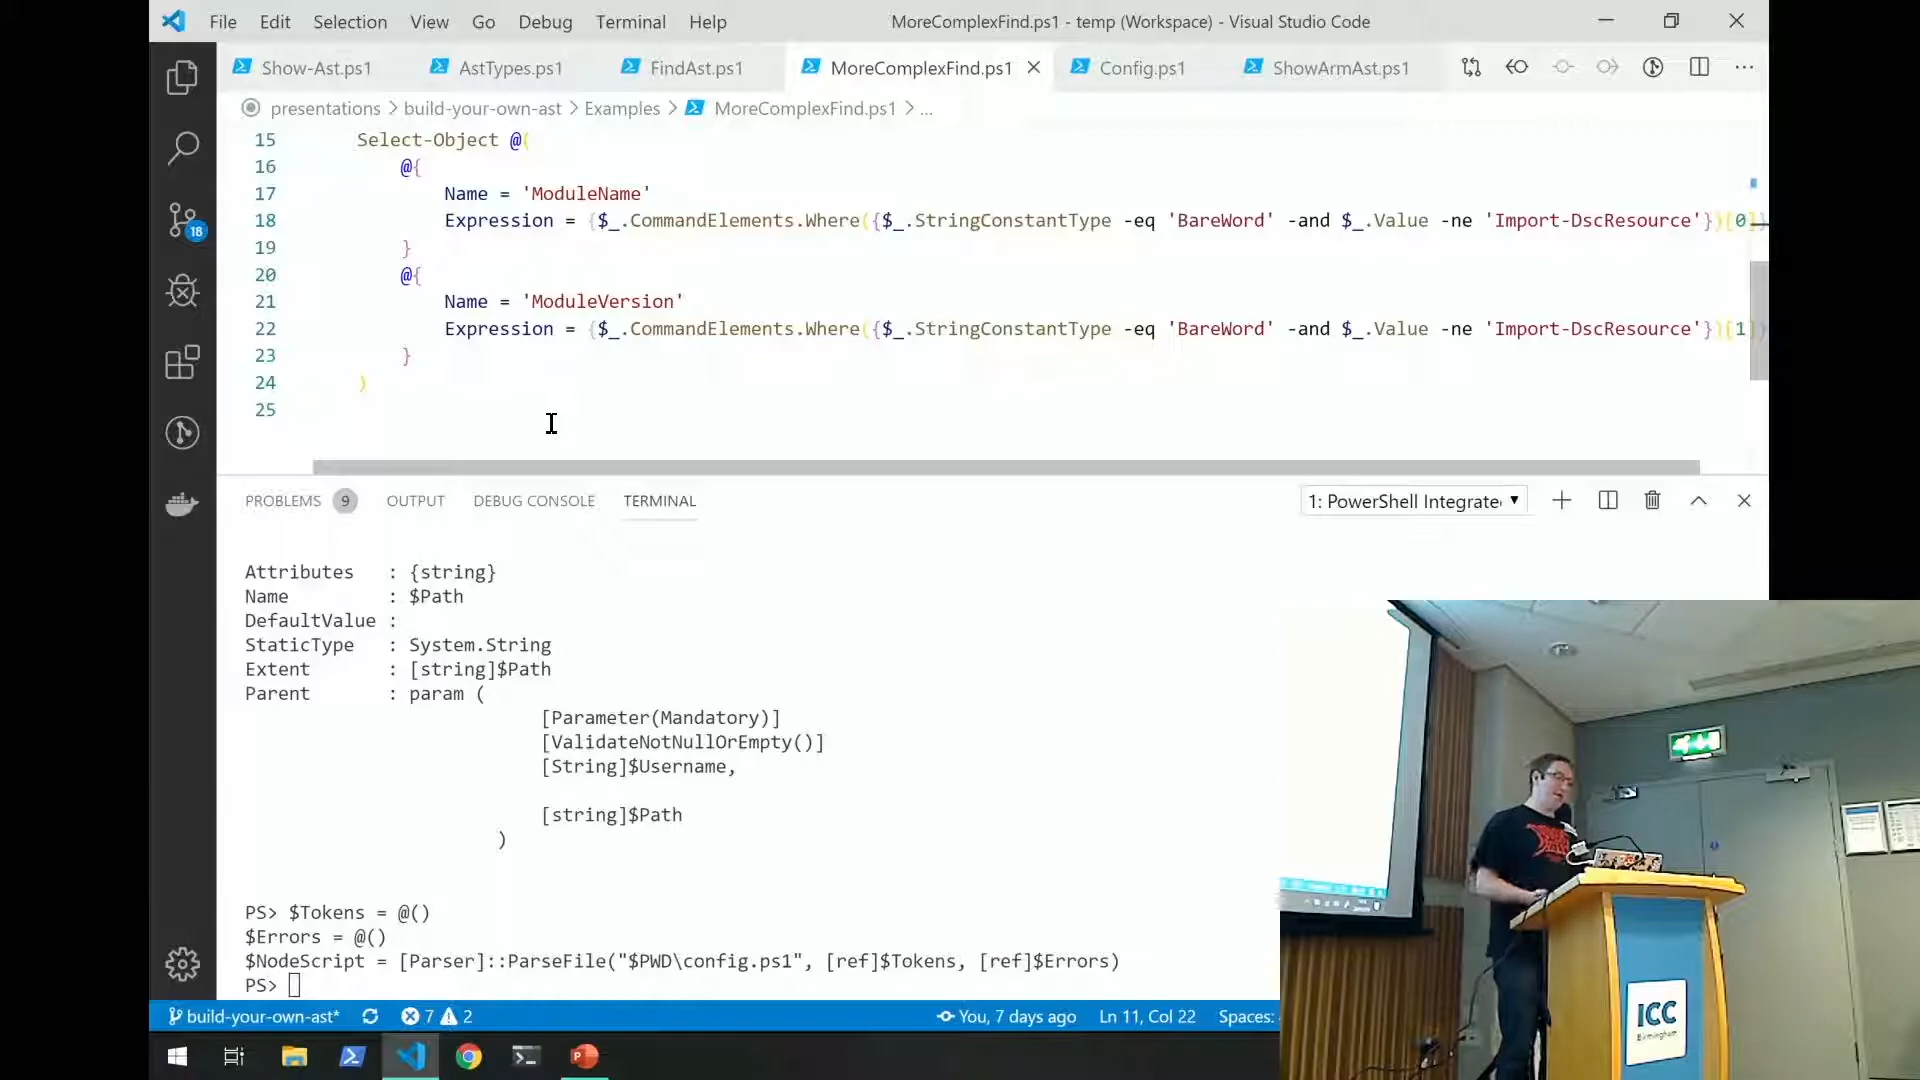 File Edit Selection View Go Debug Terminal Help MoreComplexFind.ps1 - temp (Workspace) - Visual Studio Code
Show-Ast.ps1 AstTypes.ps1 FindAst.ps1 MoreComplexFind.ps1 Config.ps1 ShowArmAst.ps1
presentations > build-your-own-ast > Examples > MoreComplexFind.ps1 > ...
15 Select-Object @(
16 @{
17 Name = 'ModuleName'
18 Expression = {$_.CommandElements.Where({$_.StringConstantType -eq 'BareWord' -and $_.Value -ne 'Import-DscResource'})[0]}
19 }
20 @{
21 Name = 'ModuleVersion'
22 Expression = {$_.CommandElements.Where({$_.StringConstantType -eq 'BareWord' -and $_.Value -ne 'Import-DscResource'})[1]}
23 }
24 )
25
18
PROBLEMS 9 OUTPUT DEBUG CONSOLE TERMINAL 1: PowerShell Integrate
Attributes : {string}
Name : $Path
DefaultValue :
StaticType : System.String
Extent : [string]$Path
Parent : param (
[Parameter(Mandatory)]
[ValidateNotNullOrEmpty()]
[String]$Username,
[string]$Path
)
PS> $Tokens = @()
$Errors = @()
$NodeScript = [Parser]::ParseFile("$PWD\config.ps1", [ref]$Tokens, [ref]$Errors)
PS>
build-your-own-ast* 7 2 You, 7 days ago Ln 11, Col 22 Spaces:
ICC
Birmingham